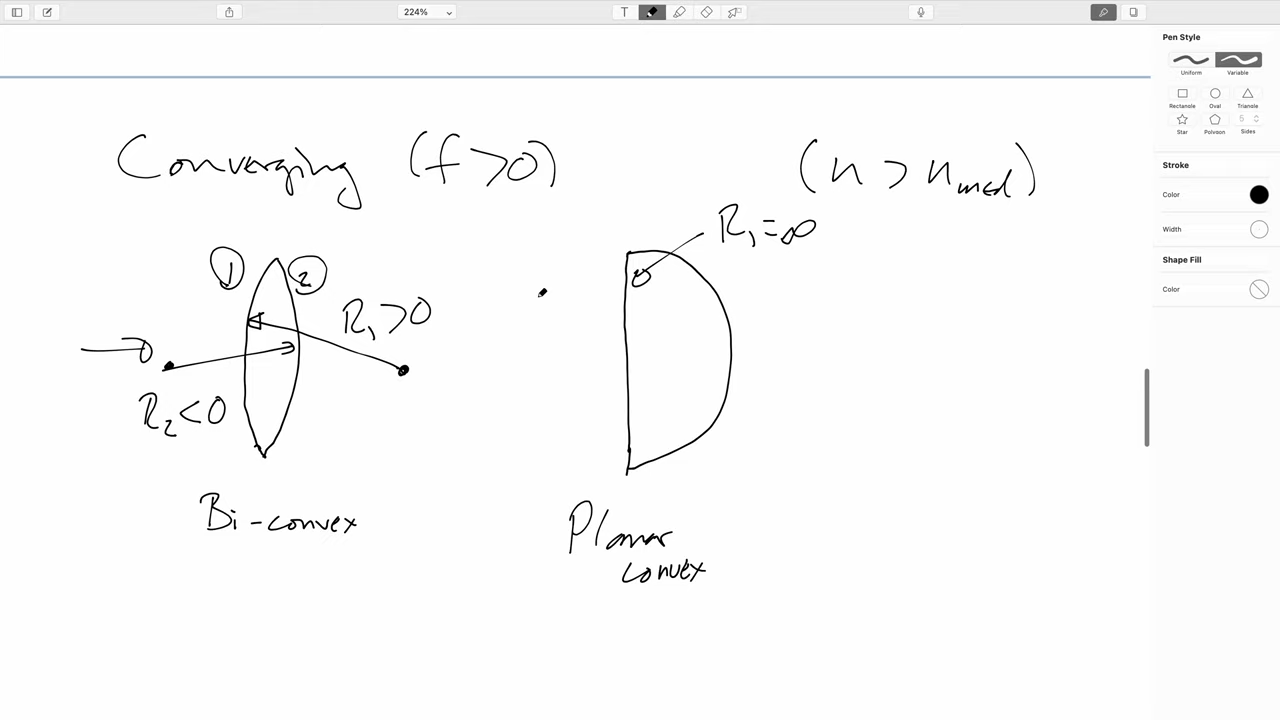 224%
T
Pen Style
Uniform
Variable
Rectangle
Oval
Triangle
Star
Polygon
5
Sides
Stroke
Color
Width
Shape Fill
Color
Converging (f>0)
(n > n_med)
R₁=∞
① ②
R₁>0
R₂<0
Bi-convex
Planar
convex